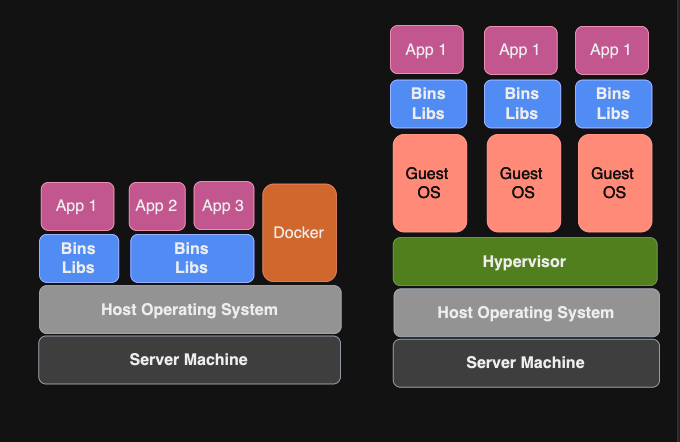 App 1
App 2
App 3
Docker
Bins
Libs
Bins
Libs
Host Operating System
Server Machine
App 1
App 1
App 1
Bins
Libs
Bins
Libs
Bins
Libs
Guest
OS
Guest
OS
Guest
OS
Hypervisor
Host Operating System
Server Machine